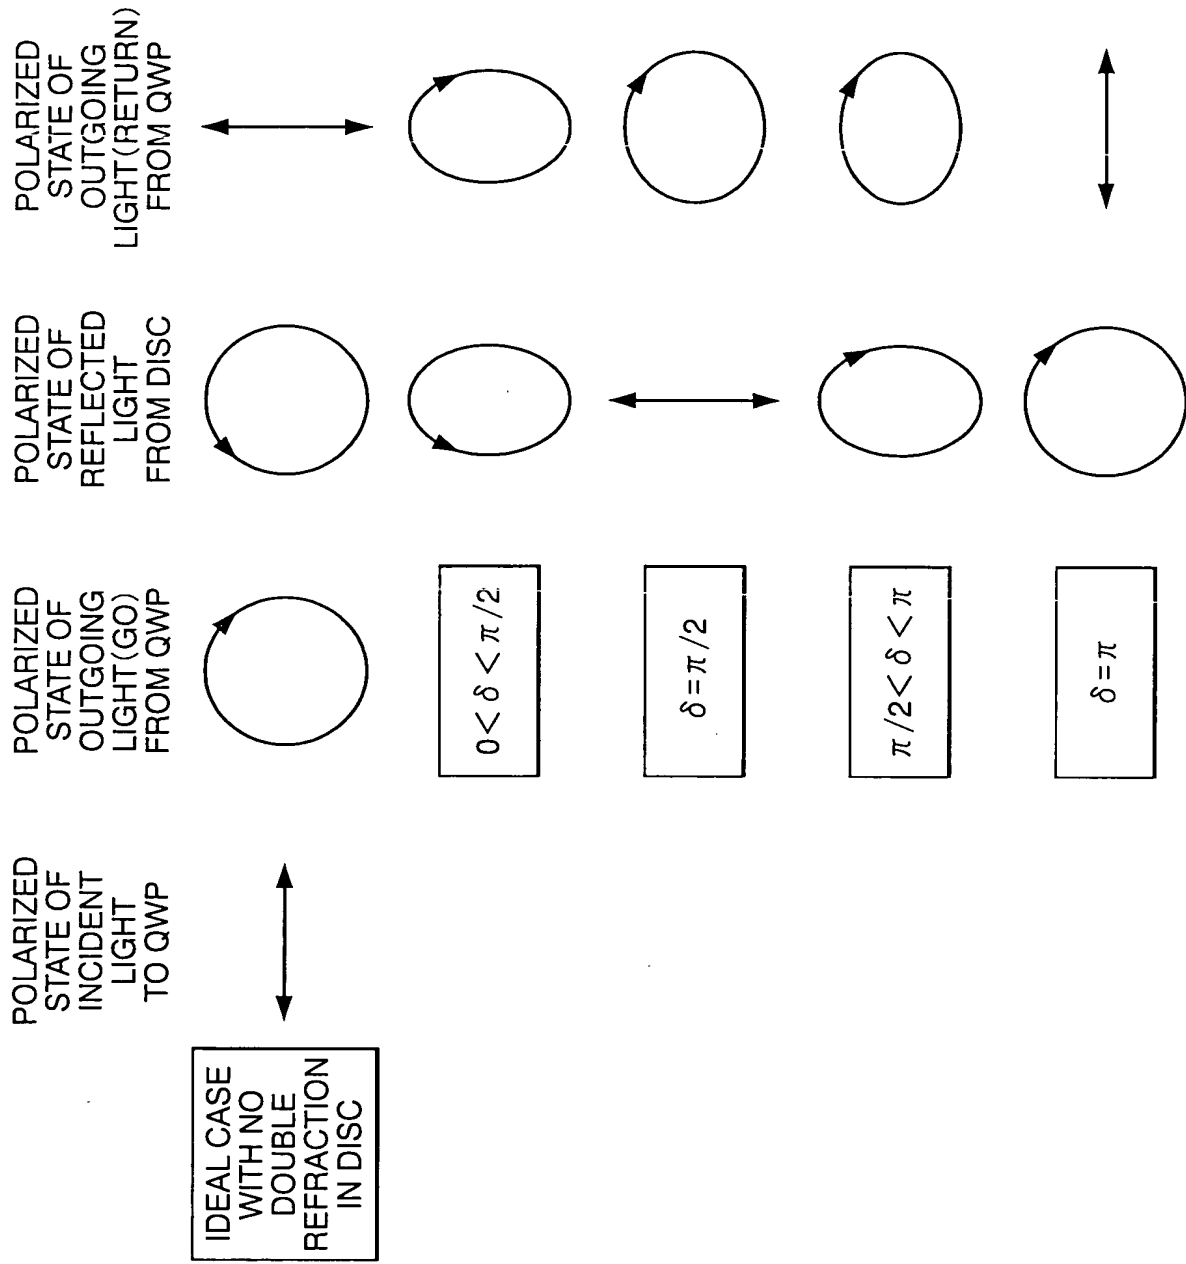 POLARIZED
STATE OF
INCIDENT
LIGHT
TO QWP
POLARIZED
STATE OF
OUTGOING
LIGHT(GO)
FROM QWP
POLARIZED
STATE OF
REFLECTED
LIGHT
FROM DISC
POLARIZED
STATE OF
OUTGOING
LIGHT(RETURN)
FROM QWP
IDEAL CASE
WITH NO
DOUBLE
REFRACTION
IN DISC
0<δ<π/2
δ=π/2
π/2<δ<π
δ=π